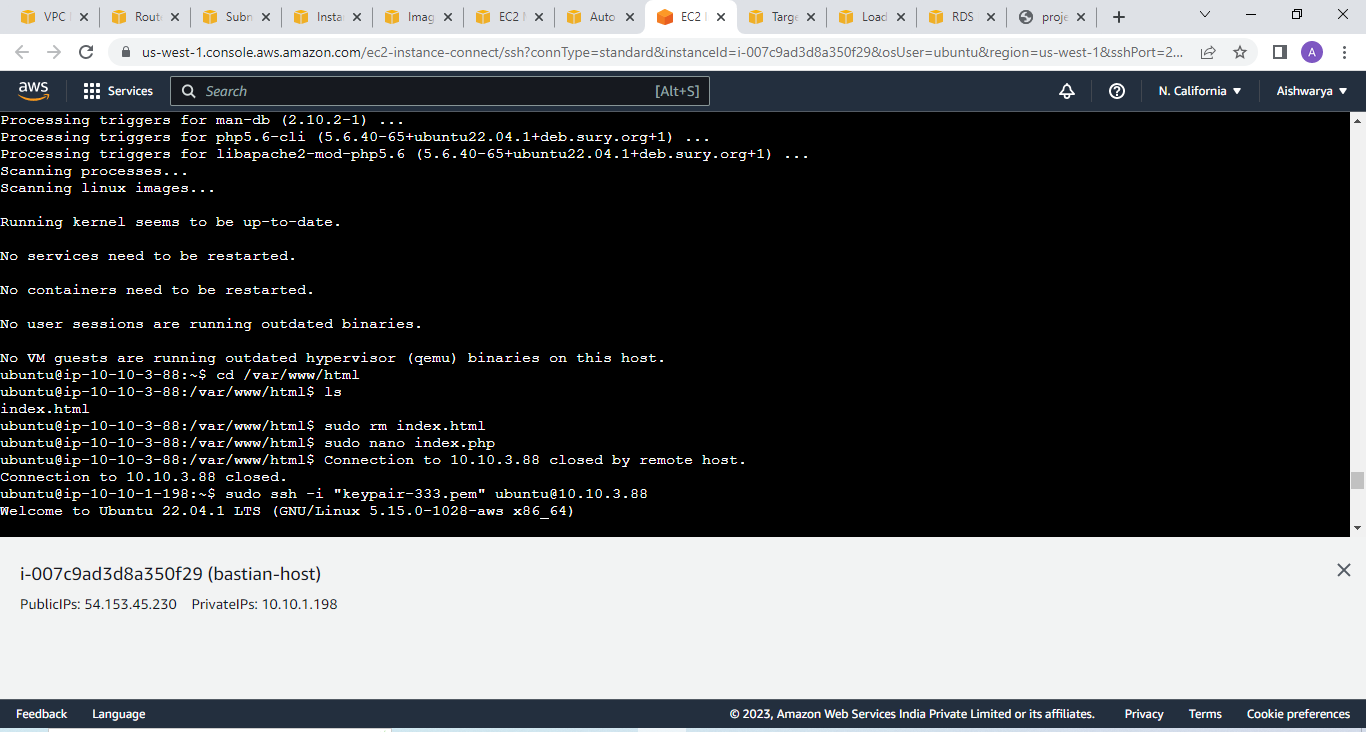 VPC
Rout
Subn
Insta
Imag
EC2
Auto
EC2
Targe
Load
RDS
proje
us-west-1.console.aws.amazon.com/ec2-instance-connect/ssh?connType=standard&instanceId=i-007c9ad3d8a350f29&osUser=ubuntu&region=us-west-1&sshPort=2...
A
aws
Services
Search
[Alt+S]
N. California
Aishwarya
Processing triggers for man-db (2.10.2-1) ...
Processing triggers for php5.6-cli (5.6.40-65+ubuntu22.04.1+deb.sury.org+1) ...
Processing triggers for libapache2-mod-php5.6 (5.6.40-65+ubuntu22.04.1+deb.sury.org+1) ...
Scanning processes...
Scanning linux images...
Running kernel seems to be up-to-date.
No services need to be restarted.
No containers need to be restarted.
No user sessions are running outdated binaries.
No VM guests are running outdated hypervisor (qemu) binaries on this host.
ubuntu@ip-10-10-3-88:~$ cd /var/www/html
ubuntu@ip-10-10-3-88:/var/www/html$ ls
index.html
ubuntu@ip-10-10-3-88:/var/www/html$ sudo rm index.html
ubuntu@ip-10-10-3-88:/var/www/html$ sudo nano index.php
ubuntu@ip-10-10-3-88:/var/www/html$ Connection to 10.10.3.88 closed by remote host.
Connection to 10.10.3.88 closed.
ubuntu@ip-10-10-1-198:~$ sudo ssh -i "keypair-333.pem" ubuntu@10.10.3.88
Welcome to Ubuntu 22.04.1 LTS (GNU/Linux 5.15.0-1028-aws x86_64)
i-007c9ad3d8a350f29 (bastian-host)
PublicIPs: 54.153.45.230 PrivateIPs: 10.10.1.198
Feedback
Language
© 2023, Amazon Web Services India Private Limited or its affiliates.
Privacy
Terms
Cookie preferences